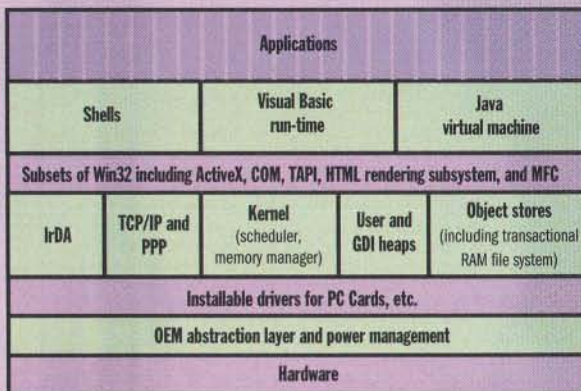 Applications
Shells
Visual Basic
run-time
Java
virtual machine
Subsets of Win32 including ActiveX, COM, TAPI, HTML rendering subsystem, and MFC
IrDA
TCP/IP and
PPP
Kernel
(scheduler,
memory manager)
User and
GDI heaps
Object stores
(including transactional
RAM file system)
Installable drivers for PC Cards, etc.
OEM abstraction layer and power management
Hardware